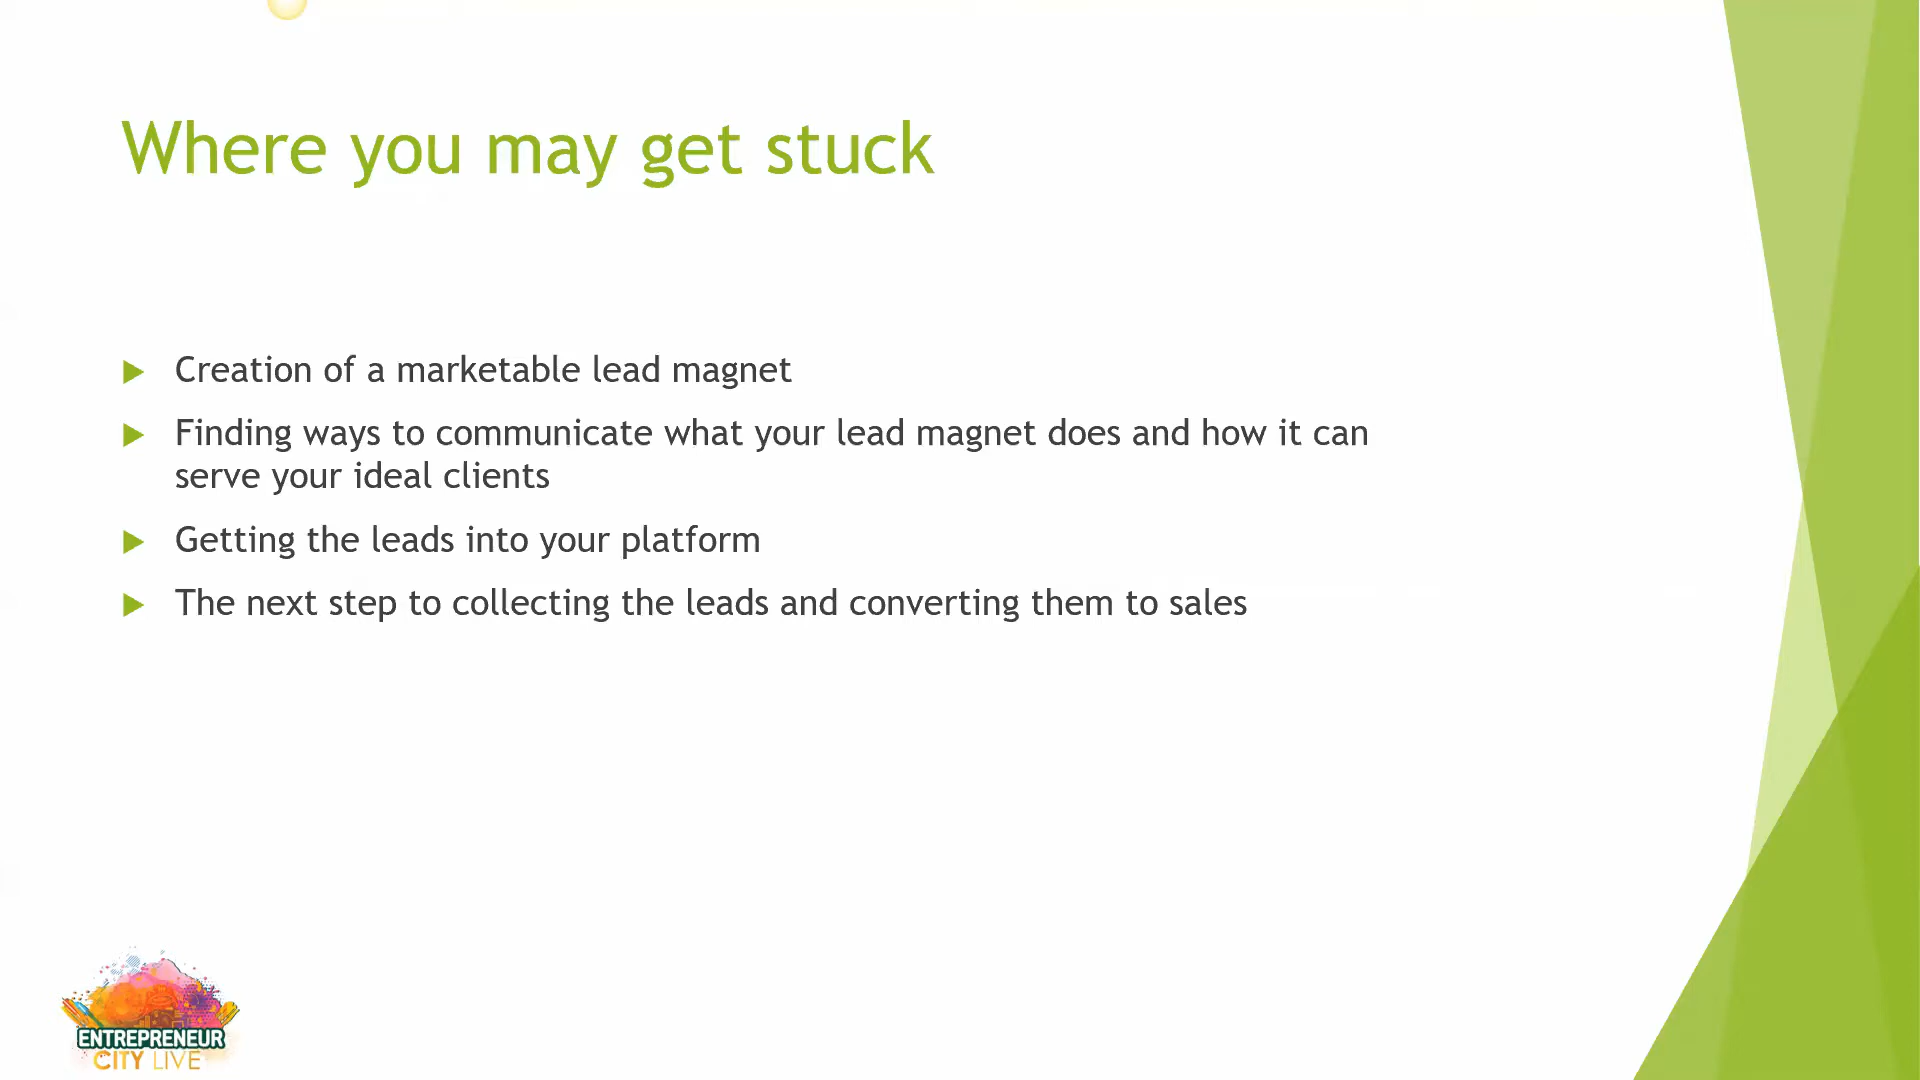 Where you may get stuck
Creation of a marketable lead magnet
Finding ways to communicate what your lead magnet does and how it can
serve your ideal clients
Getting the leads into your platform
The next step to collecting the leads and converting them to sales
ENTREPRENEUR
CITY LIVE